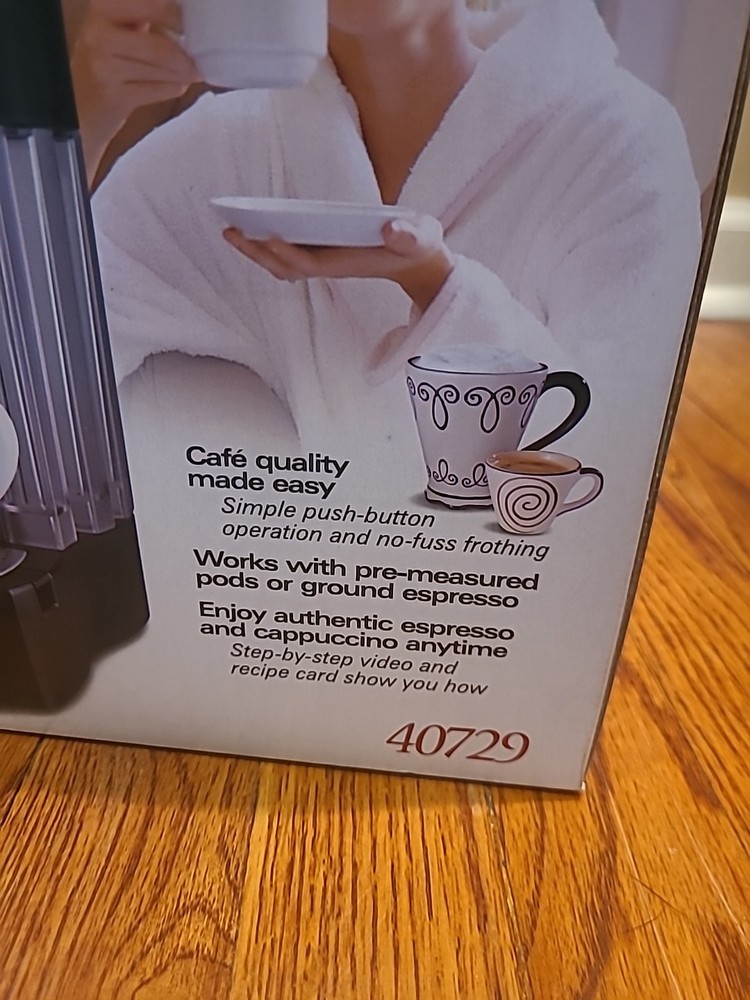 Café quality
made easy
Simple push-button
operation and no-fuss frothing
Works with pre-measured
pods or ground espresso
Enjoy authentic espresso
and cappuccino anytime
Step-by-step video and
recipe card show you how
40729